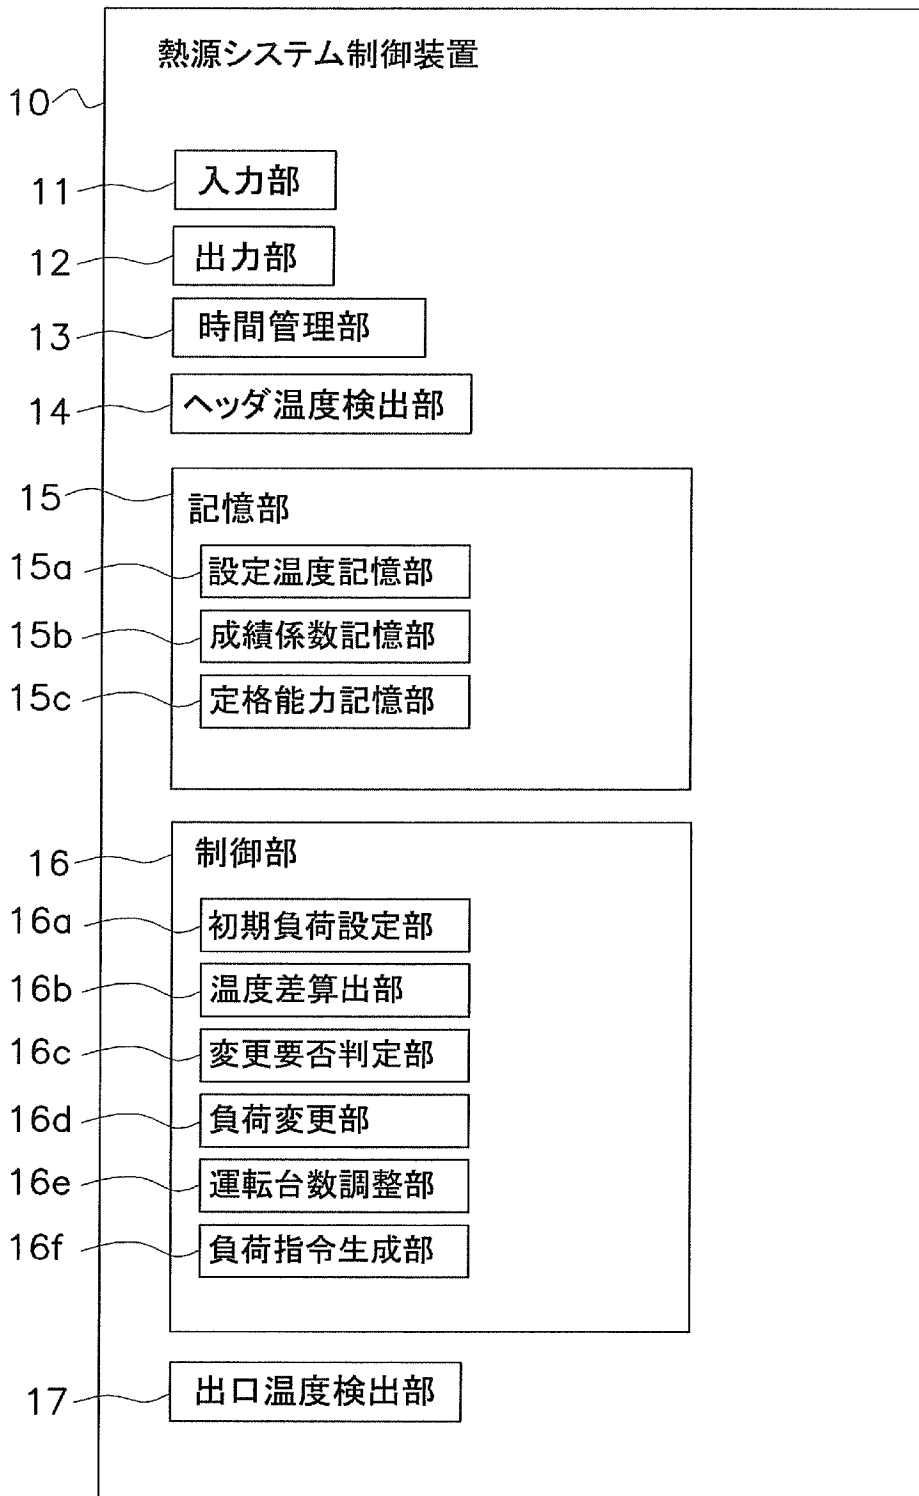 熱源システム制御装置
10
11 入力部
12 出力部
13 時間管理部
14 ヘッダ温度検出部
15 記憶部
15a 設定温度記憶部
15b 成績係数記憶部
15c 定格能力記憶部
16 制御部
16a 初期負荷設定部
16b 温度差算出部
16c 変更要否判定部
16d 負荷変更部
16e 運転台数調整部
16f 負荷指令生成部
17 出口温度検出部